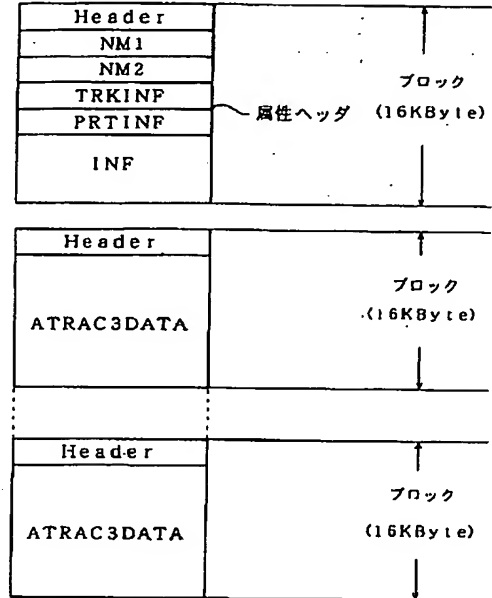 Header
NM1
NM2
TRKINF
PRTINF
INF
属性ヘッダ
ブロック
(16KByte)
Header
ATRAC3DATA
ブロック
(16KByte)
Header
ATRAC3DATA
ブロック
(16KByte)